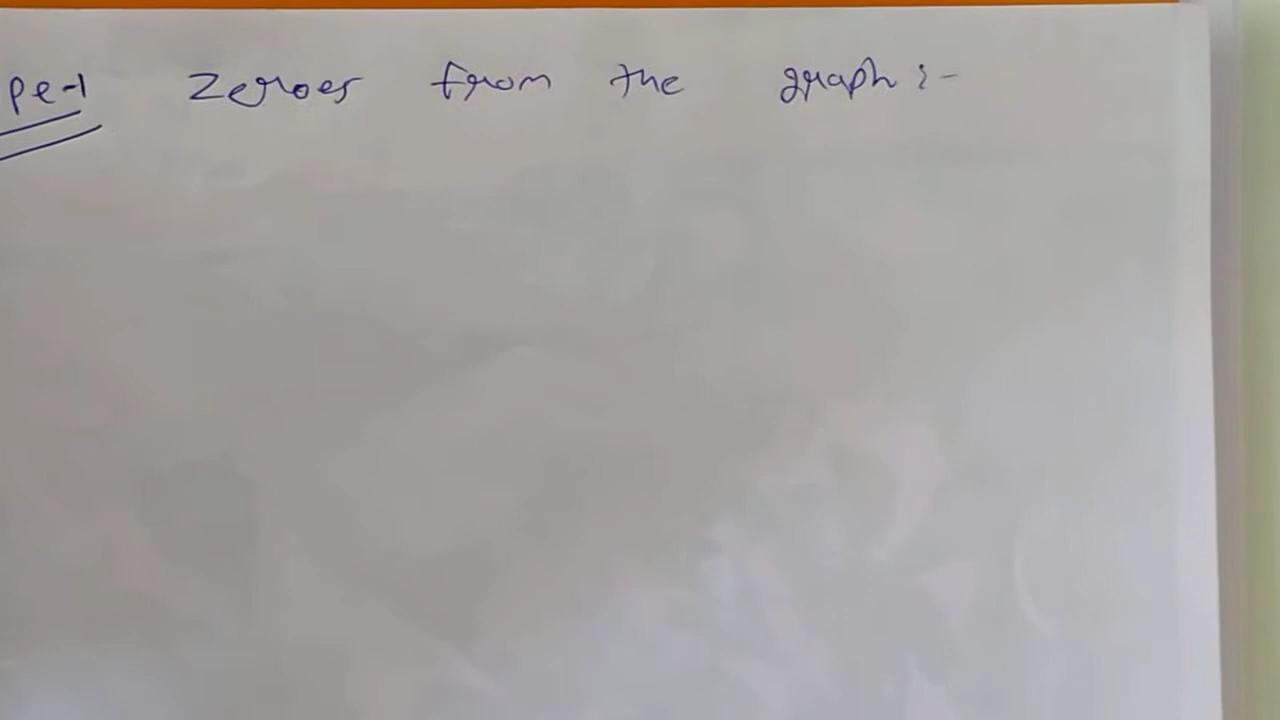 pe-1 Zeroes from the graph :-